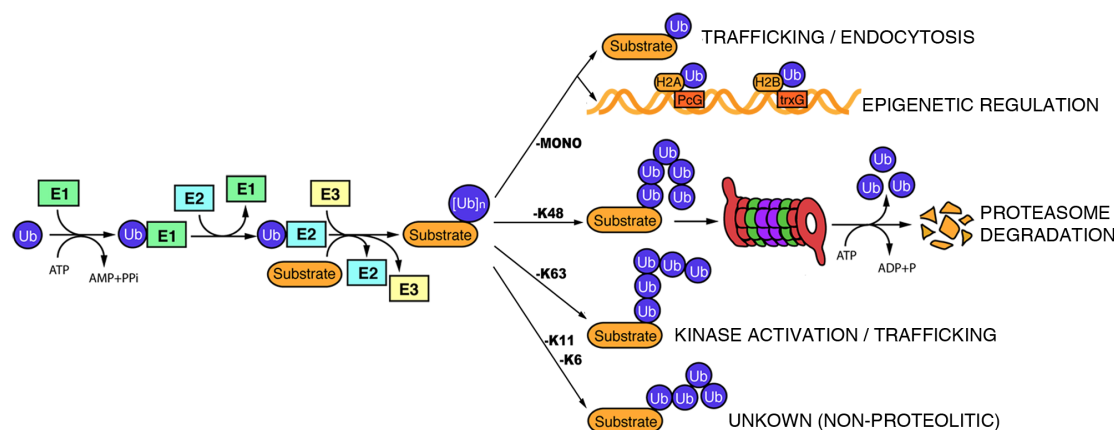 Ub
Substrate
TRAFFICKING / ENDOCYTOSIS
H2A
Ub
PcG
H2B
Ub
trxG
EPIGENETIC REGULATION
-MONO
E1
Ub
ATP
AMP+PPi
Ub
E1
E2
E1
Ub
E2
E3
Substrate
E2
E3
[Ub]n
Substrate
-K48
Ub
Ub
Ub
Ub
Ub
Substrate
Ub
Ub
Ub
ATP
ADP+P
PROTEASOME
DEGRADATION
-K63
Ub
Ub
Ub
Ub
Ub
Substrate
KINASE ACTIVATION / TRAFFICKING
-K11
-K6
Ub
Ub
Ub
Ub
Substrate
UNKOWN (NON-PROTEOLITIC)